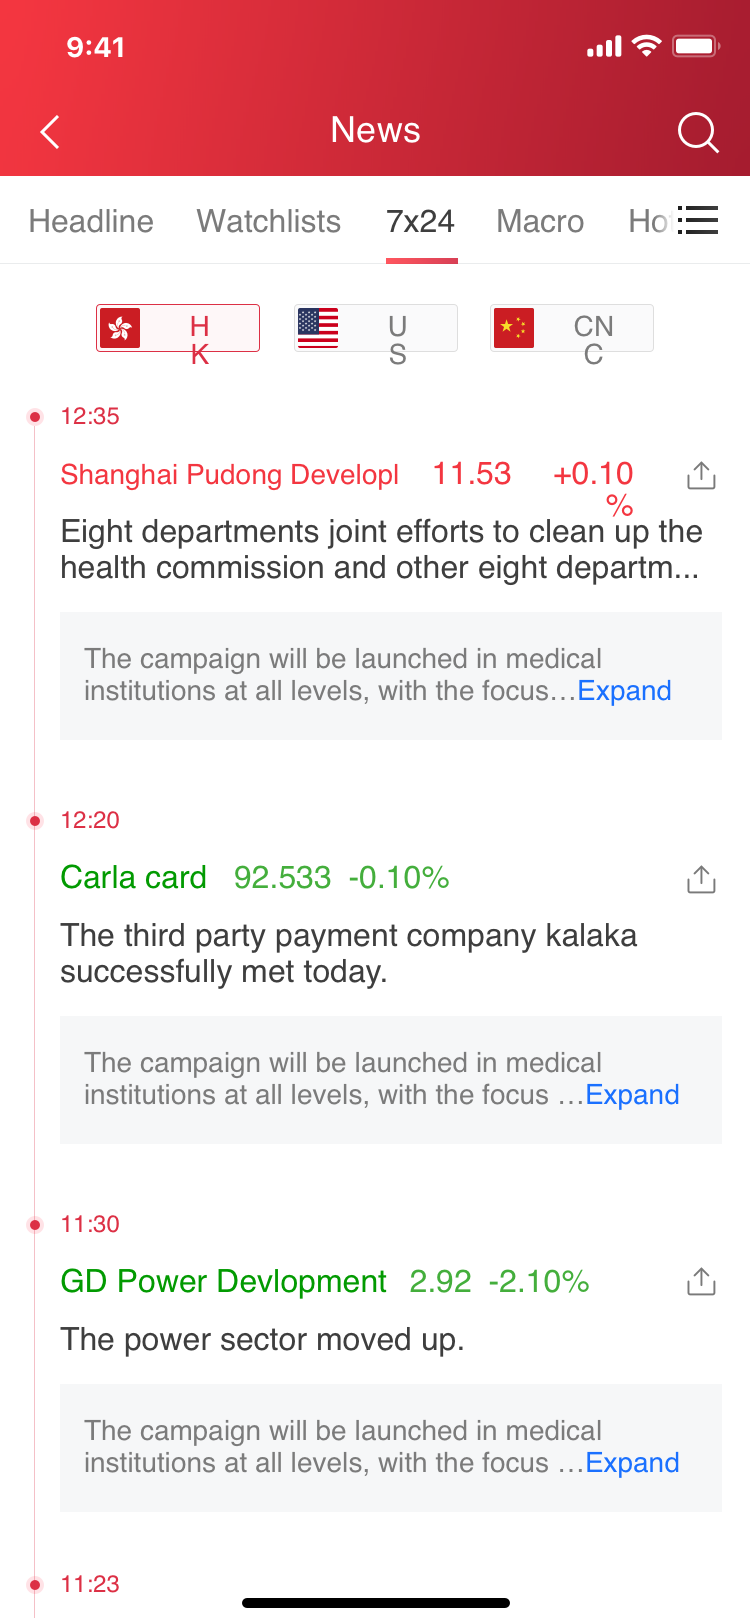 9:41
News
Headline Watchlists 7x24 Macro Hot
H
K
U
S
CN
C
12:35
Shanghai Pudong Developl 11.53 +0.10
%
Eight departments joint efforts to clean up the
health commission and other eight departm...
The campaign will be launched in medical
institutions at all levels, with the focus...Expand
12:20
Carla card 92.533 -0.10%
The third party payment company kalaka
successfully met today.
The campaign will be launched in medical
institutions at all levels, with the focus ...Expand
11:30
GD Power Devlopment 2.92 -2.10%
The power sector moved up.
The campaign will be launched in medical
institutions at all levels, with the focus ...Expand
11:23